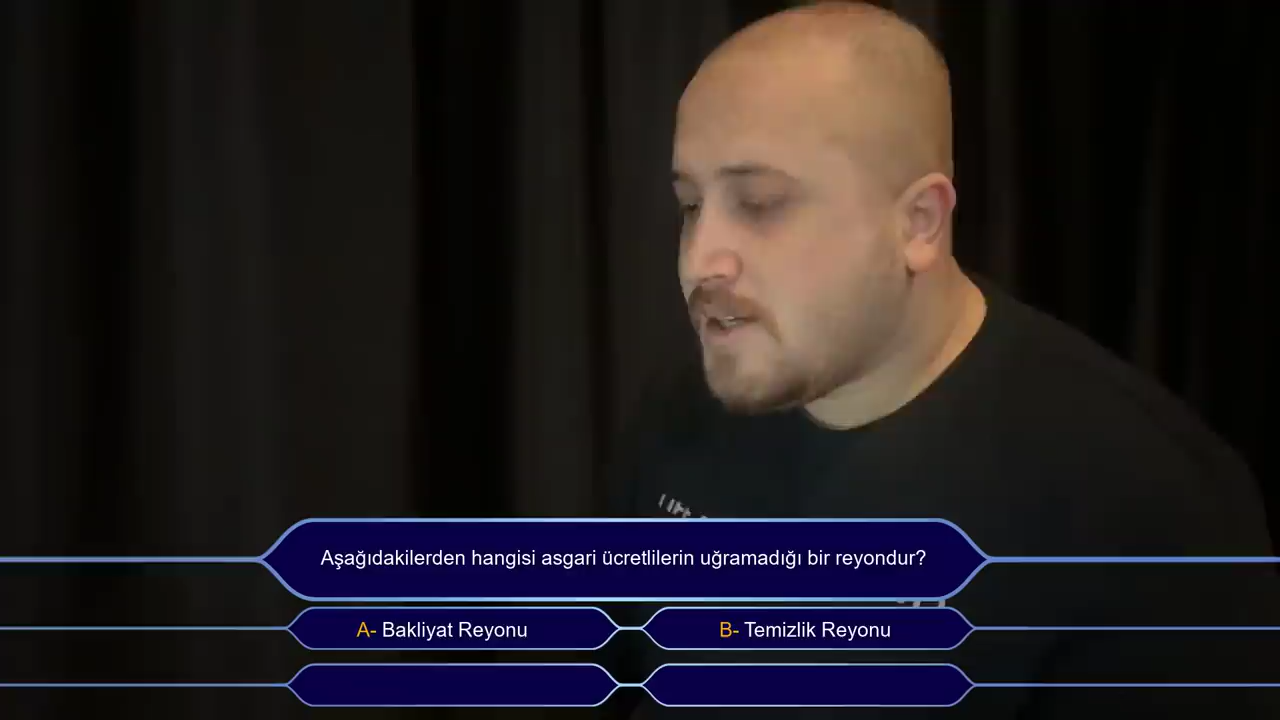 Aşağıdakilerden hangisi asgari ücretlilerin uğramadığı bir reyondur?
A- Bakliyat Reyonu
B- Temizlik Reyonu